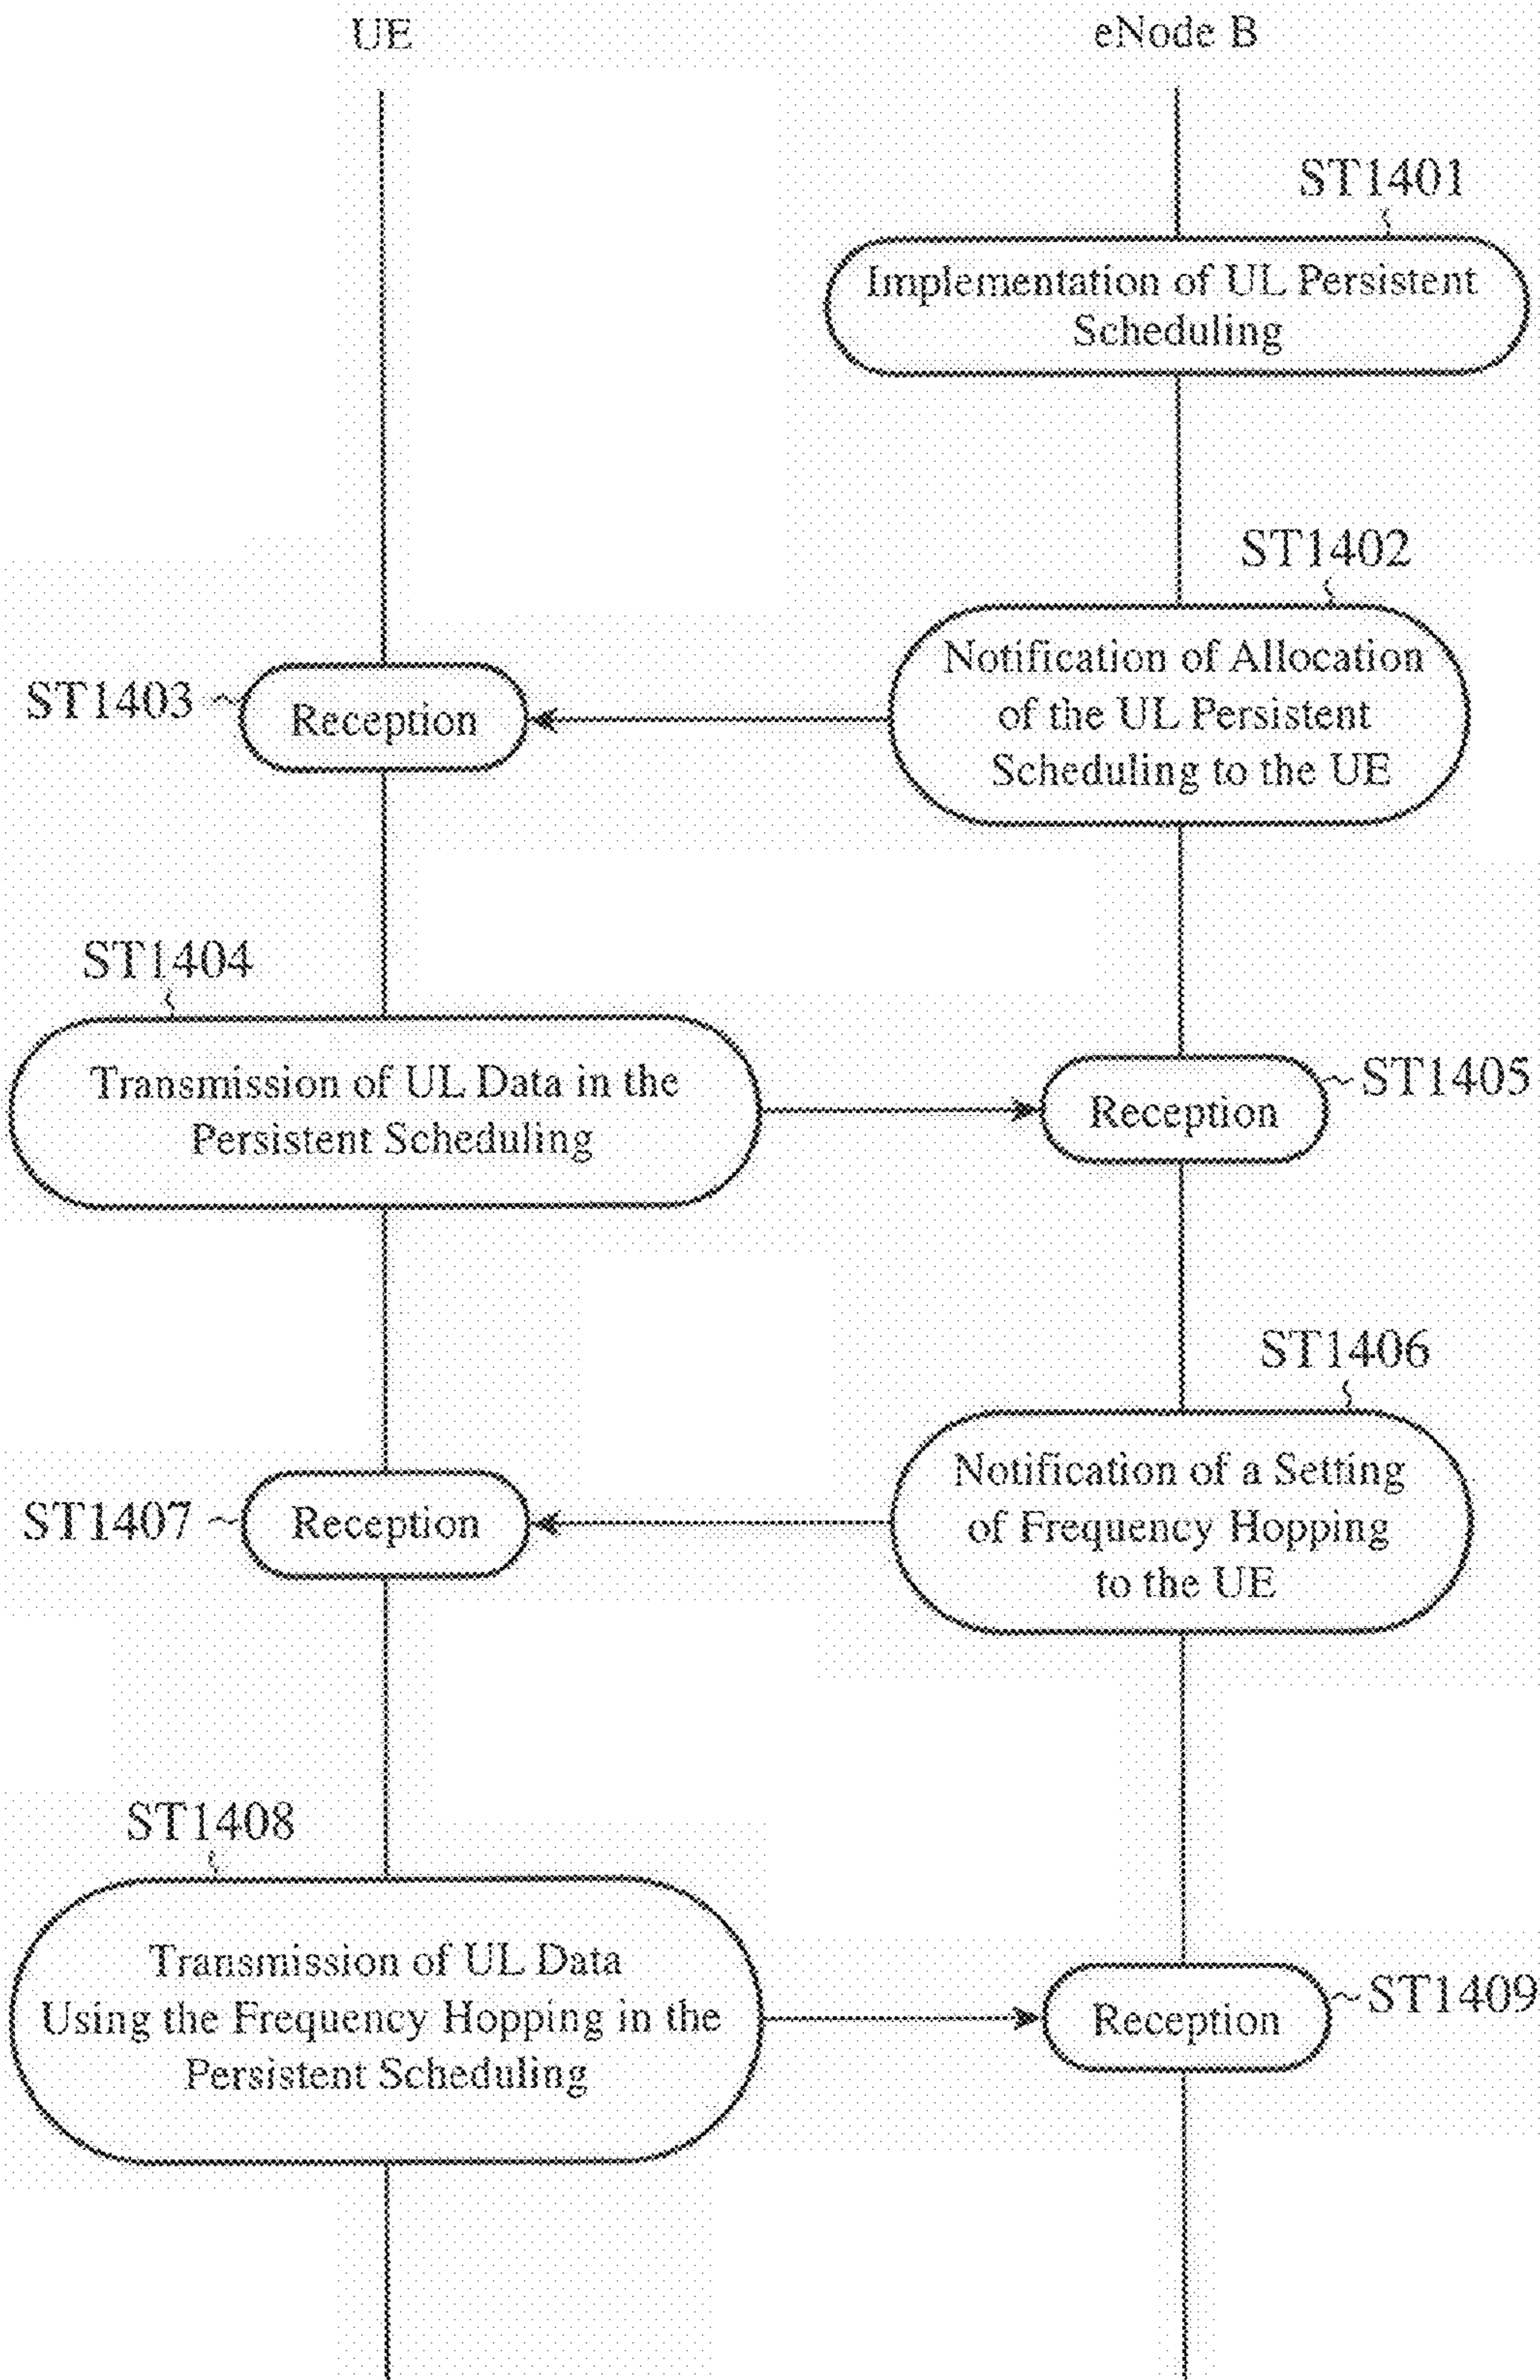 UE
eNode B
ST1401
Implementation of UL Persistent
Scheduling
ST1402
Notification of Allocation
of the UL Persistent
Scheduling to the UE
ST1403
Reception
ST1404
Transmission of UL Data in the
Persistent Scheduling
ST1405
Reception
ST1406
Notification of a Setting
of Frequency Hopping
to the UE
ST1407
Reception
ST1408
Transmission of UL Data
Using the Frequency Hopping in the
Persistent Scheduling
ST1409
Reception